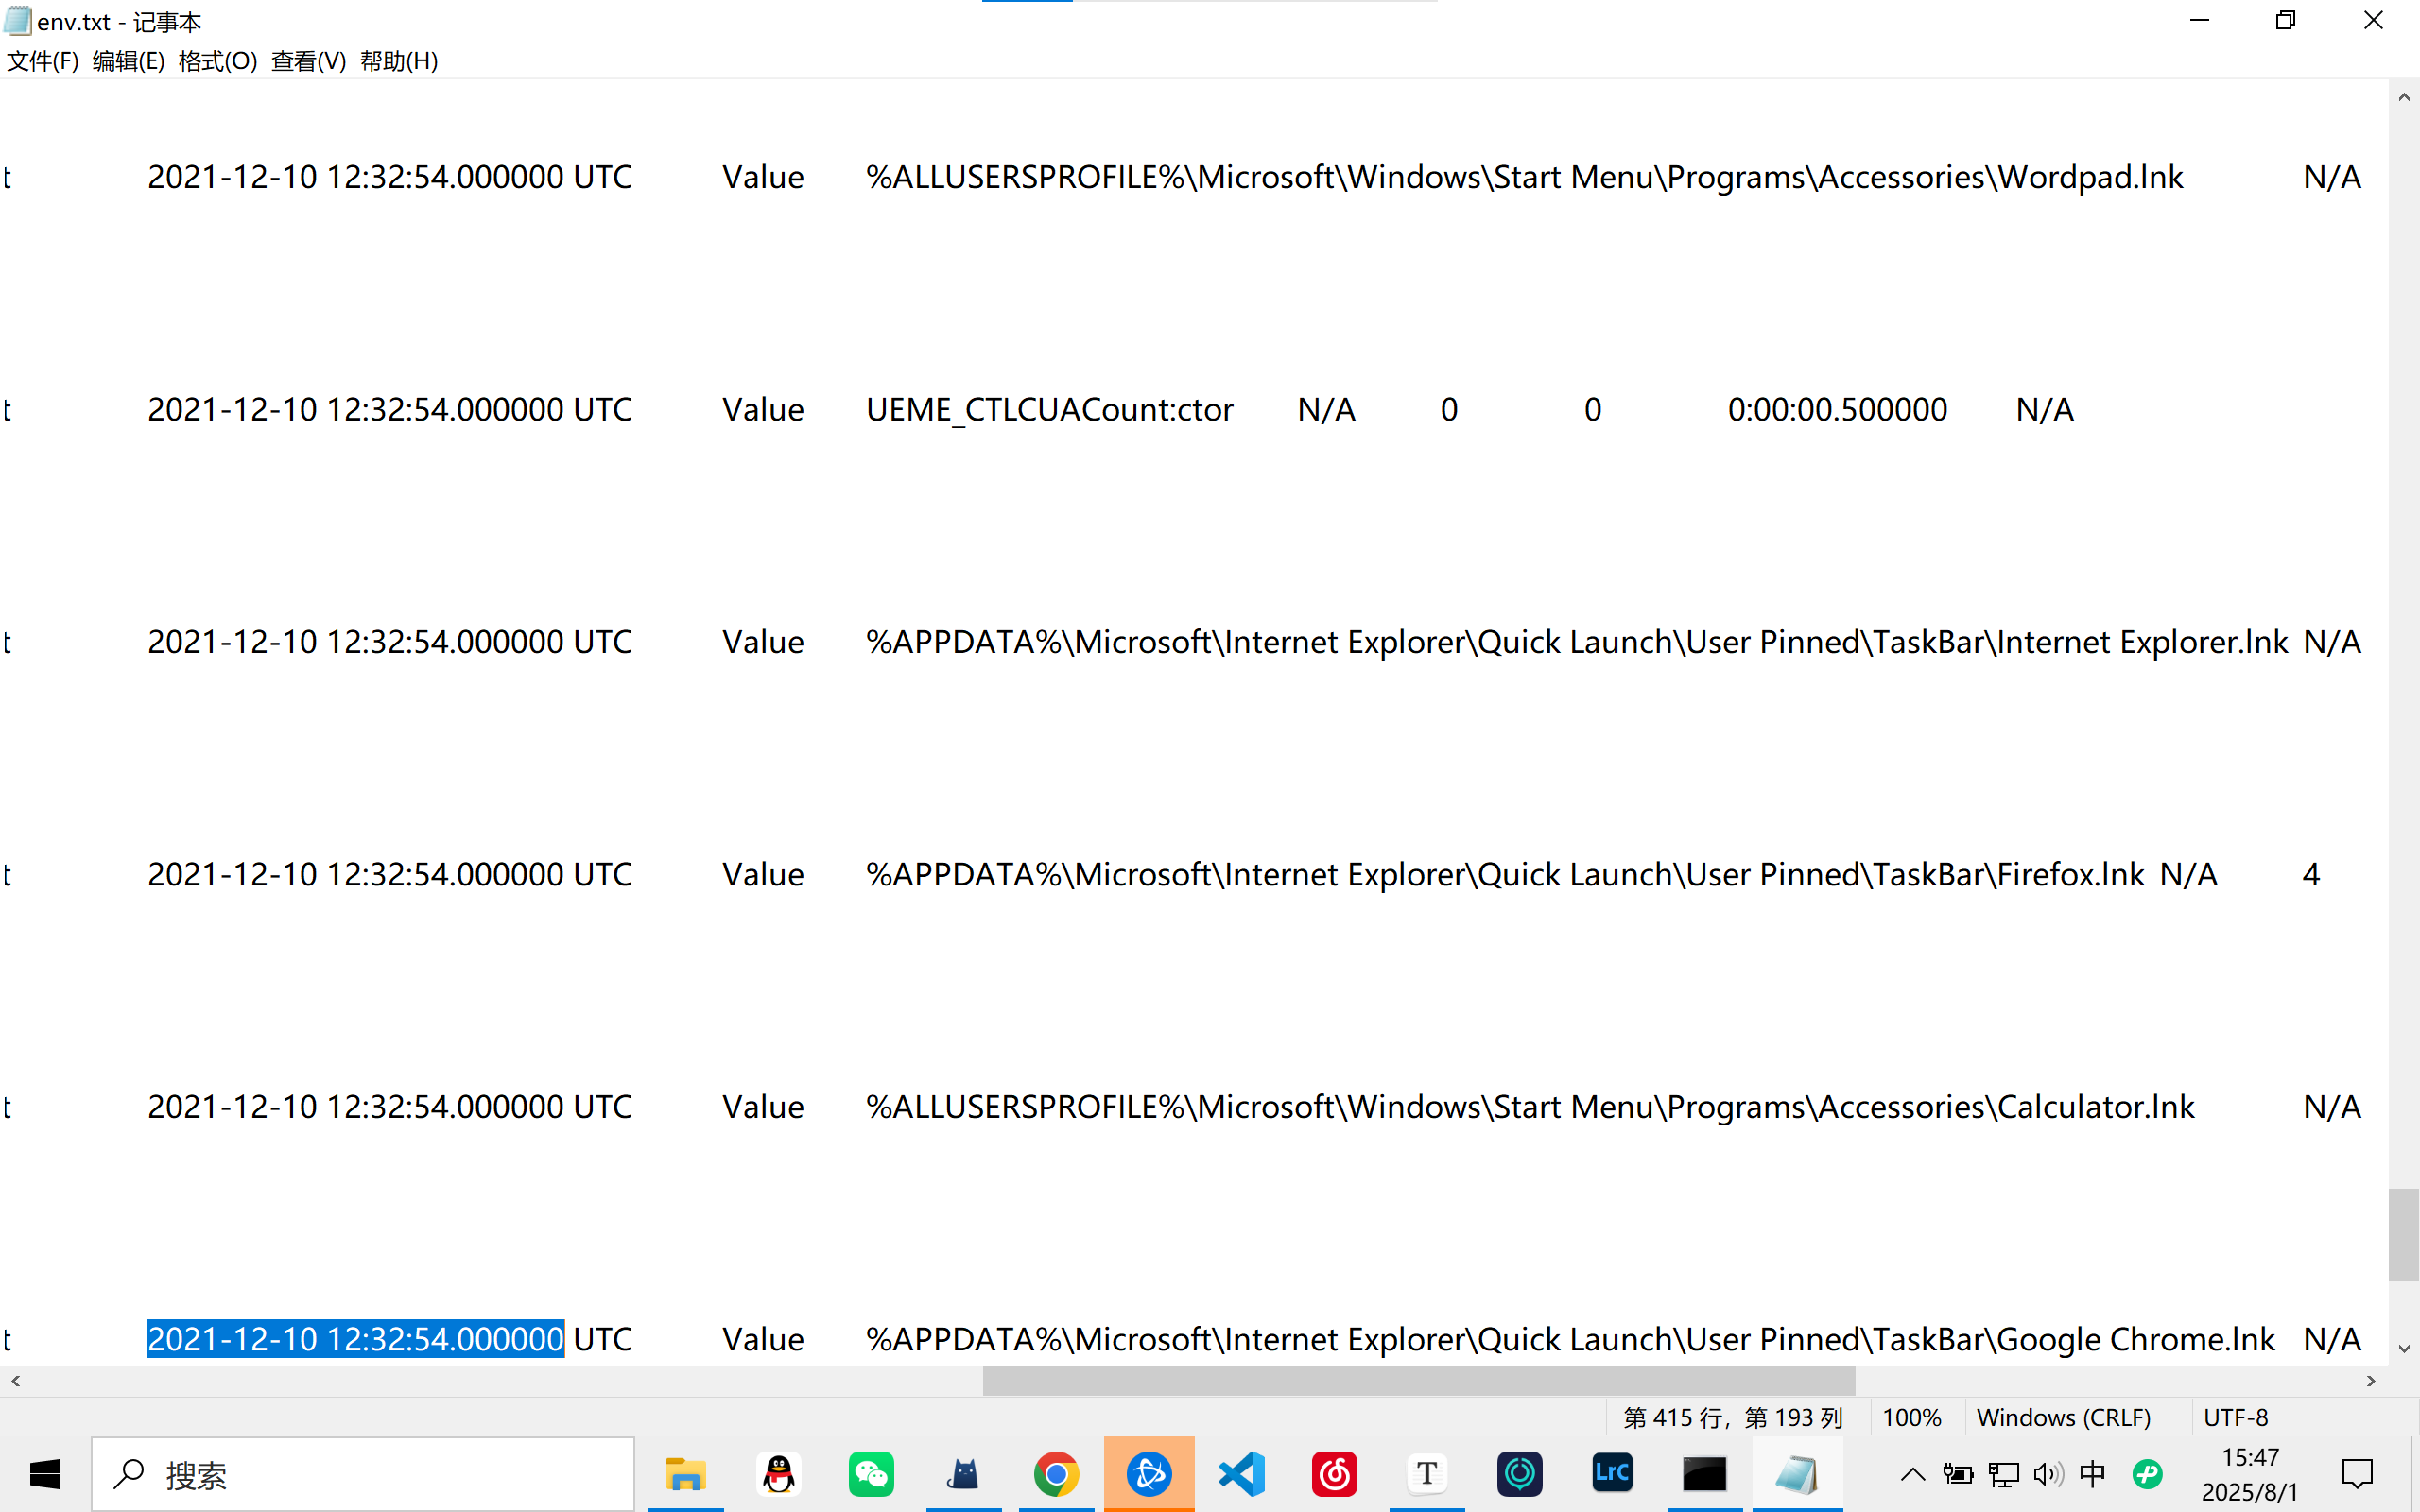 env.txt - 记事本
文件(F) 编辑(E) 格式(O) 查看(V) 帮助(H)
t 2021-12-10 12:32:54.000000 UTC Value %ALLUSERSPROFILE%\Microsoft\Windows\Start Menu\Programs\Accessories\Wordpad.lnk N/A
t 2021-12-10 12:32:54.000000 UTC Value UEME_CTLCUACount:ctor N/A 0 0 0:00:00.500000 N/A
t 2021-12-10 12:32:54.000000 UTC Value %APPDATA%\Microsoft\Internet Explorer\Quick Launch\User Pinned\TaskBar\Internet Explorer.lnk N/A
t 2021-12-10 12:32:54.000000 UTC Value %APPDATA%\Microsoft\Internet Explorer\Quick Launch\User Pinned\TaskBar\Firefox.lnk N/A 4
t 2021-12-10 12:32:54.000000 UTC Value %ALLUSERSPROFILE%\Microsoft\Windows\Start Menu\Programs\Accessories\Calculator.lnk N/A
t 2021-12-10 12:32:54.000000 UTC Value %APPDATA%\Microsoft\Internet Explorer\Quick Launch\User Pinned\TaskBar\Google Chrome.lnk N/A
第 415 行，第 193 列 100% Windows (CRLF) UTF-8
搜索 T LrC 中 15:47
2025/8/1